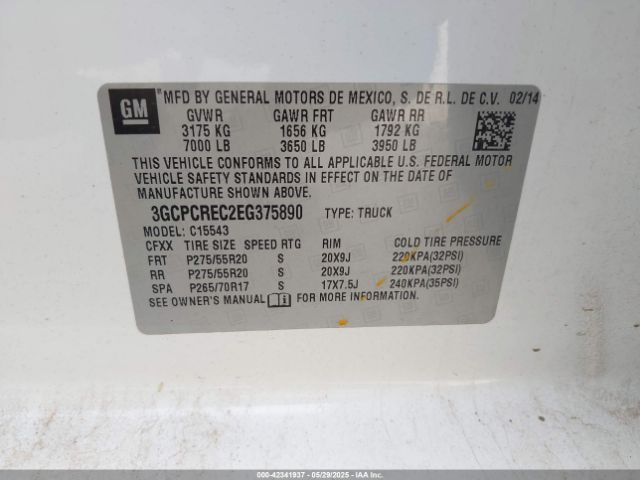 GM
MFD BY GENERAL MOTORS DE MEXICO, S. DE R.L. DE C.V. 02/14
GVWR GAWR FRT GAWR RR
3175 KG 1656 KG 1792 KG
7000 LB 3650 LB 3950 LB
THIS VEHICLE CONFORMS TO ALL APPLICABLE U.S. FEDERAL MOTOR
VEHICLE SAFETY STANDARDS IN EFFECT ON THE DATE OF
MANUFACTURE SHOWN ABOVE.
3GCPCREC2EG375890 TYPE: TRUCK
MODEL: C15543
CFXX TIRE SIZE SPEED RTG RIM COLD TIRE PRESSURE
FRT P275/55R20 S 20X9J 220KPA(32PSI)
RR P275/55R20 S 20X9J 220KPA(32PSI)
SPA P265/70R17 S 17X7.5J 240KPA(35PSI)
SEE OWNER'S MANUAL FOR MORE INFORMATION.
000-42341937 - 05/29/2025 - IAAI.COM